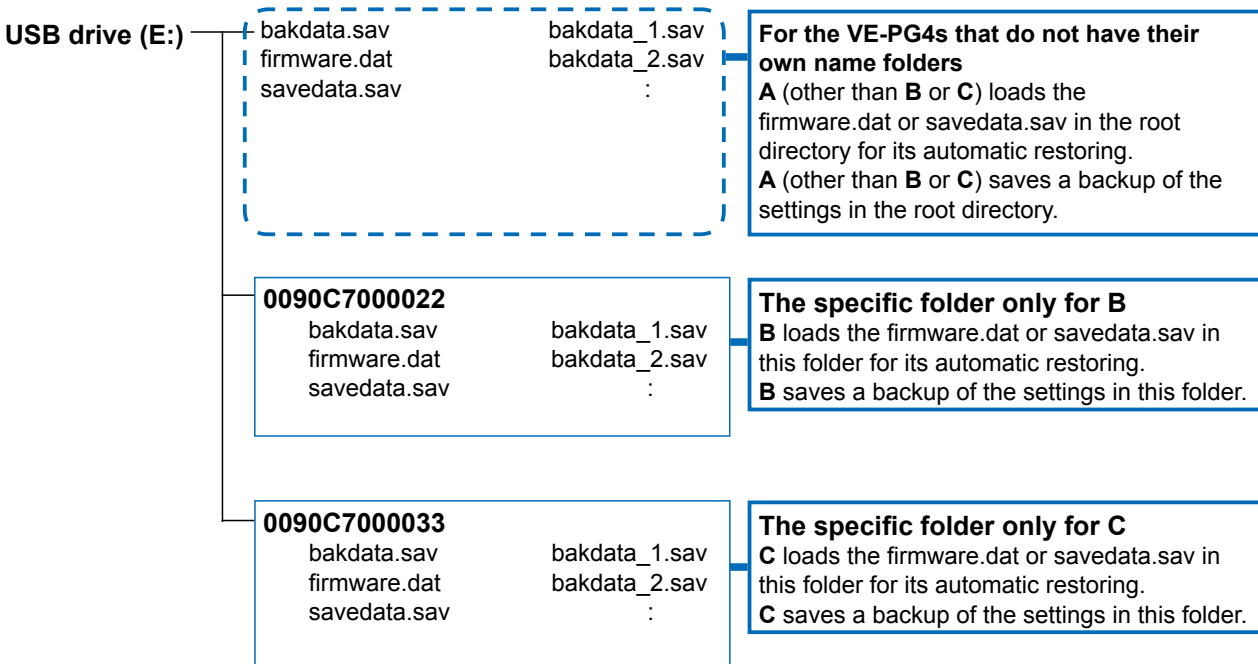 USB drive (E:)
bakdata.sav bakdata_1.sav
firmware.dat bakdata_2.sav
savedata.sav :
For the VE-PG4s that do not have their
own name folders
A (other than B or C) loads the
firmware.dat or savedata.sav in the root
directory for its automatic restoring.
A (other than B or C) saves a backup of the
settings in the root directory.
0090C7000022
bakdata.sav bakdata_1.sav
firmware.dat bakdata_2.sav
savedata.sav :
The specific folder only for B
B loads the firmware.dat or savedata.sav in
this folder for its automatic restoring.
B saves a backup of the settings in this folder.
0090C7000033
bakdata.sav bakdata_1.sav
firmware.dat bakdata_2.sav
savedata.sav :
The specific folder only for C
C loads the firmware.dat or savedata.sav in
this folder for its automatic restoring.
C saves a backup of the settings in this folder.